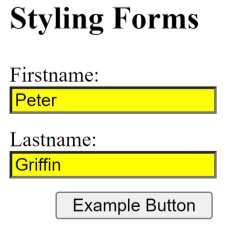 Styling Forms
Firstname:
Peter
Lastname:
Griffin
Example Button